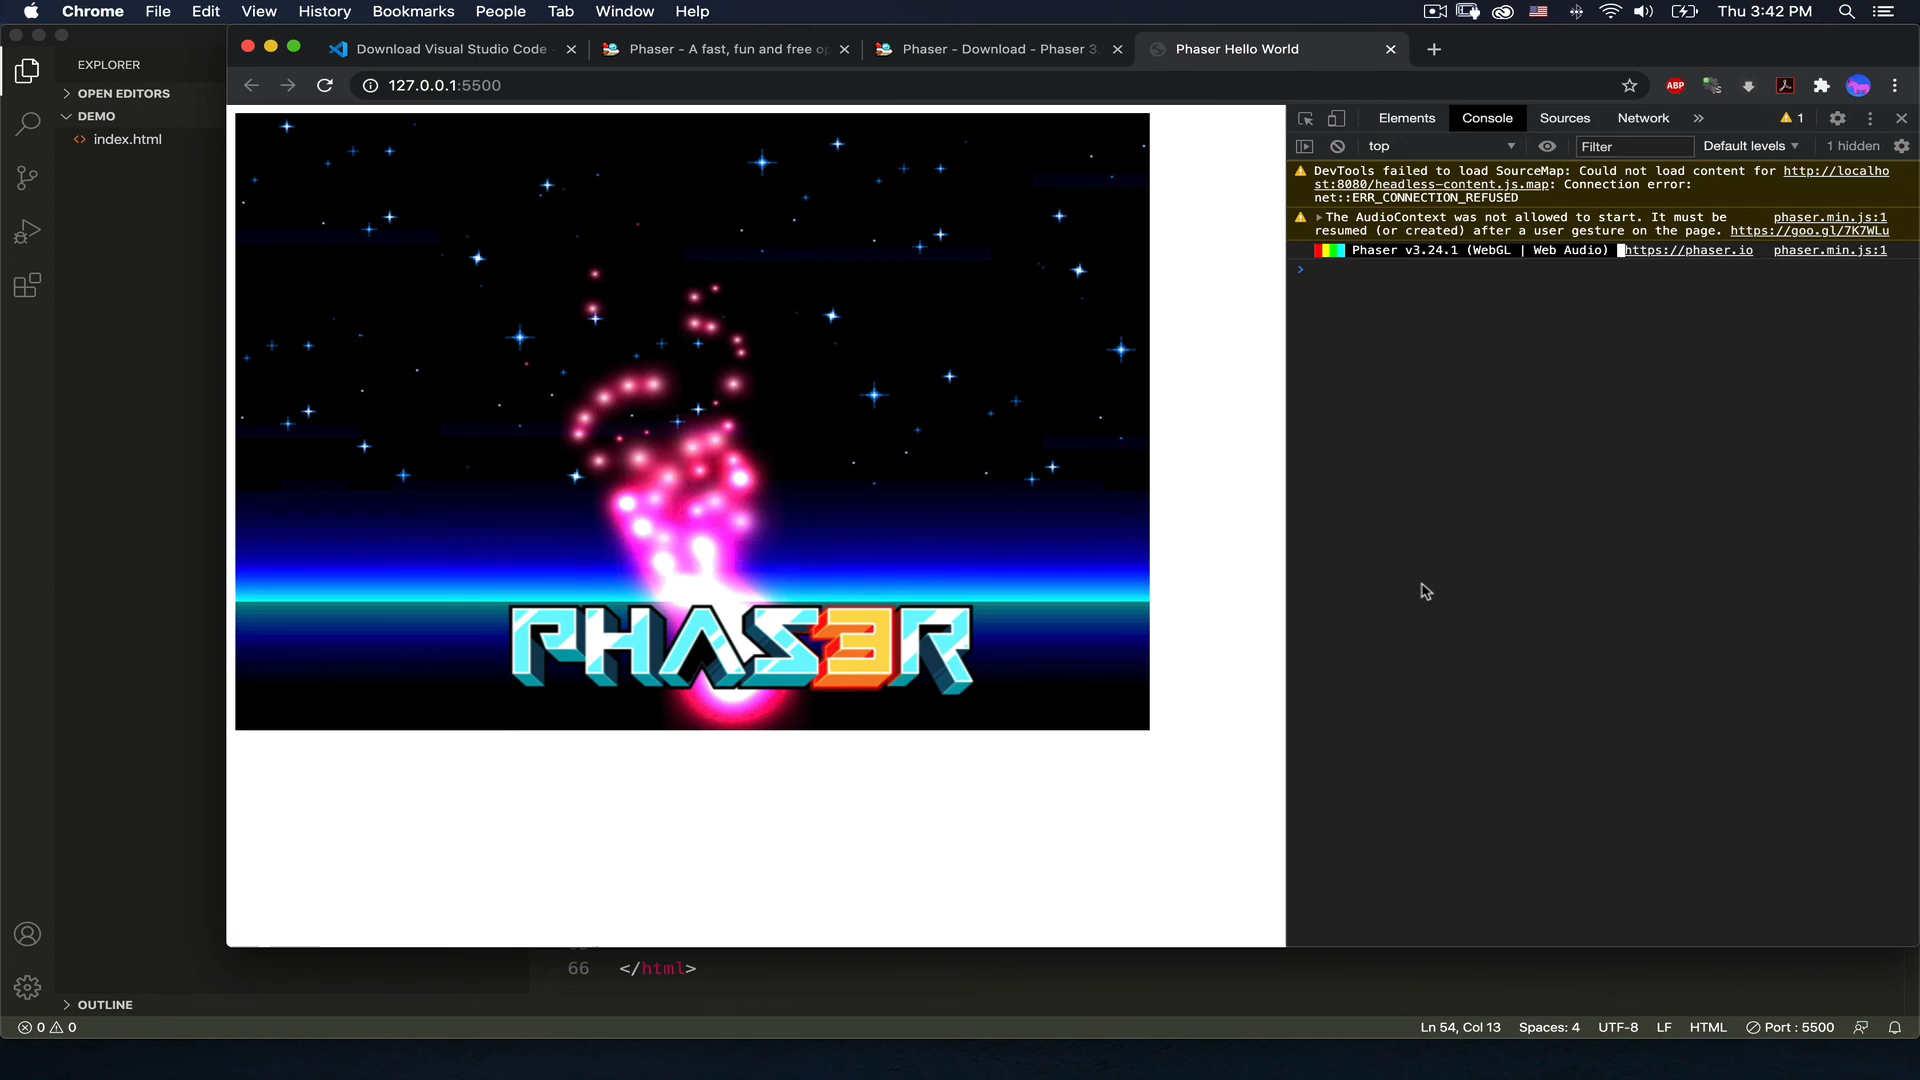 Chrome File Edit View History Bookmarks People Tab Window Help Thu 3:42 PM
Download Visual Studio Code
Phaser - A fast, fun and free op
Phaser - Download - Phaser 3.
Phaser Hello World
127.0.0.1:5500
ABP
EXPLORER
OPEN EDITORS
DEMO
<> index.html
Elements Console Sources Network » 1
top Filter Default levels 1 hidden
DevTools failed to load SourceMap: Could not load content for http://localho
st:8080/headless-content.js.map: Connection error:
net::ERR_CONNECTION_REFUSED
The AudioContext was not allowed to start. It must be phaser.min.js:1
resumed (or created) after a user gesture on the page. https://goo.gl/7K7WLu
Phaser v3.24.1 (WebGL | Web Audio) https://phaser.io phaser.min.js:1
>
PHAS3R
66 </html>
OUTLINE
0 0 Ln 54, Col 13 Spaces: 4 UTF-8 LF HTML Port : 5500